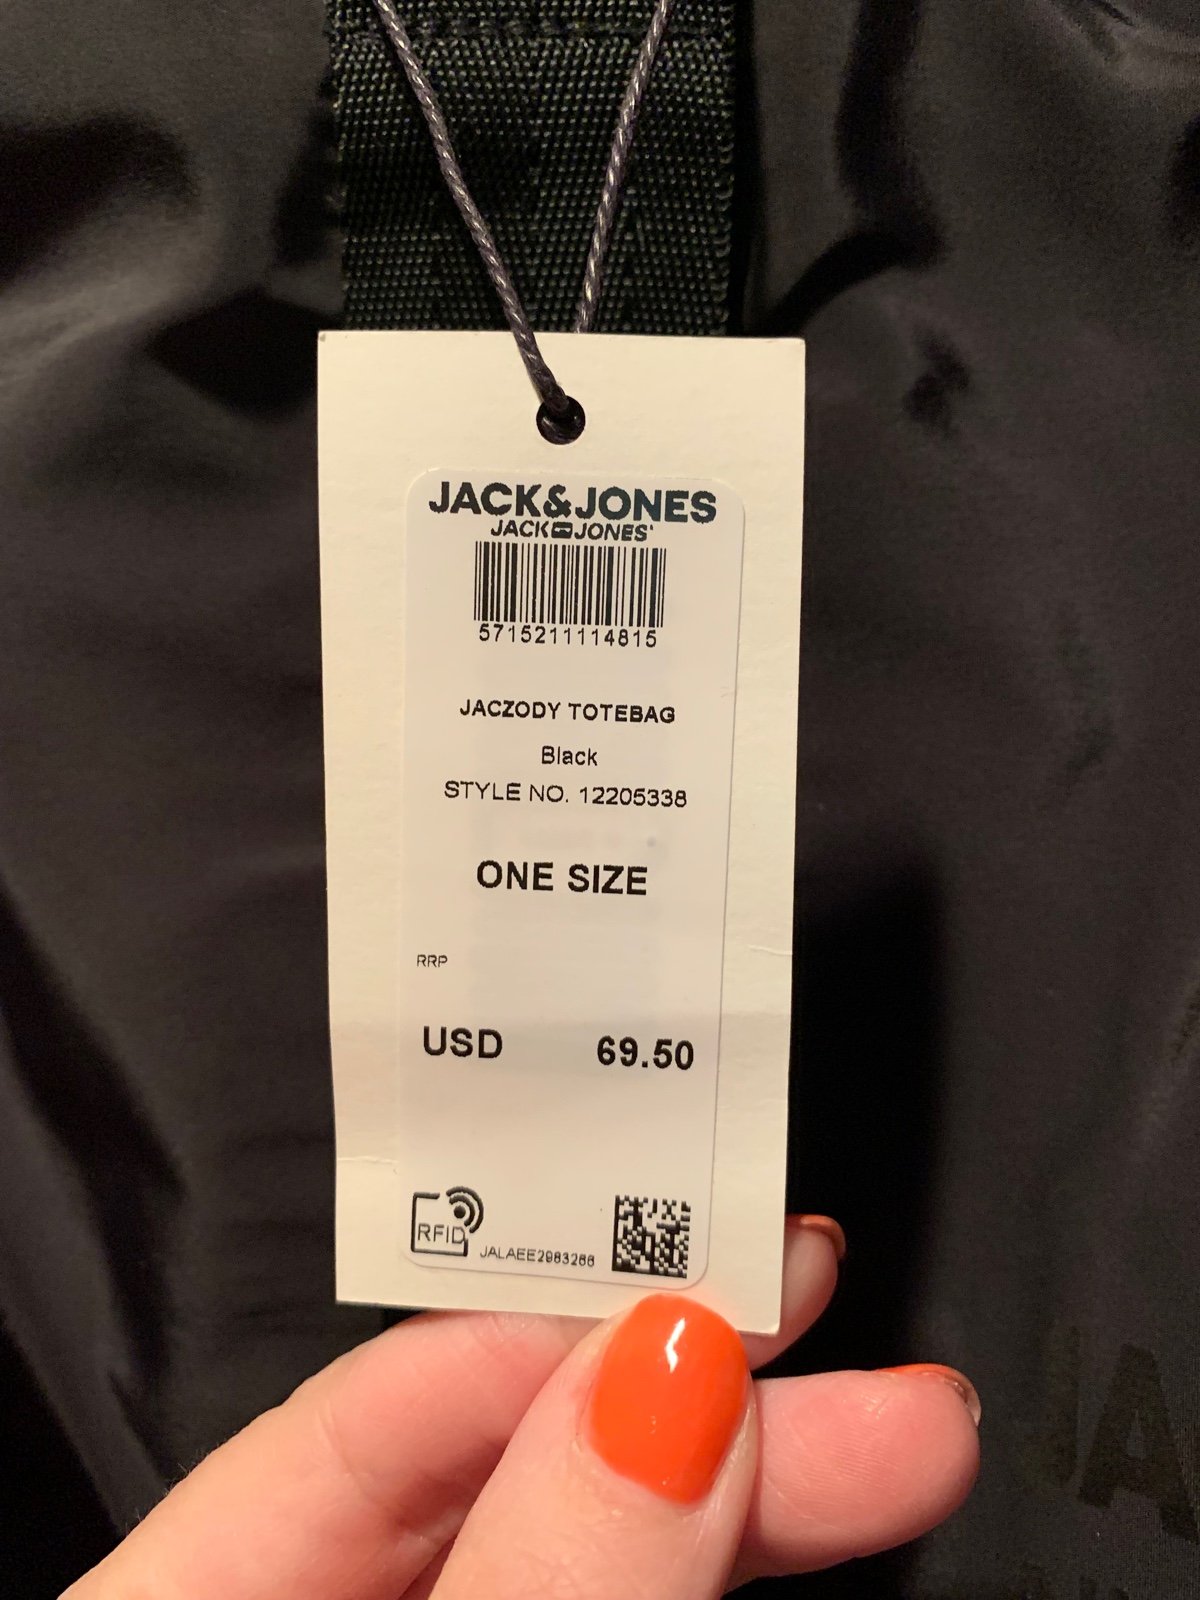 JACK&JONES
JACK JONES
5715211114815
JACZODY TOTEBAG
Black
STYLE NO. 12205338
ONE SIZE
RRP
USD 69.50
RFID
JALAEE2983286
JA